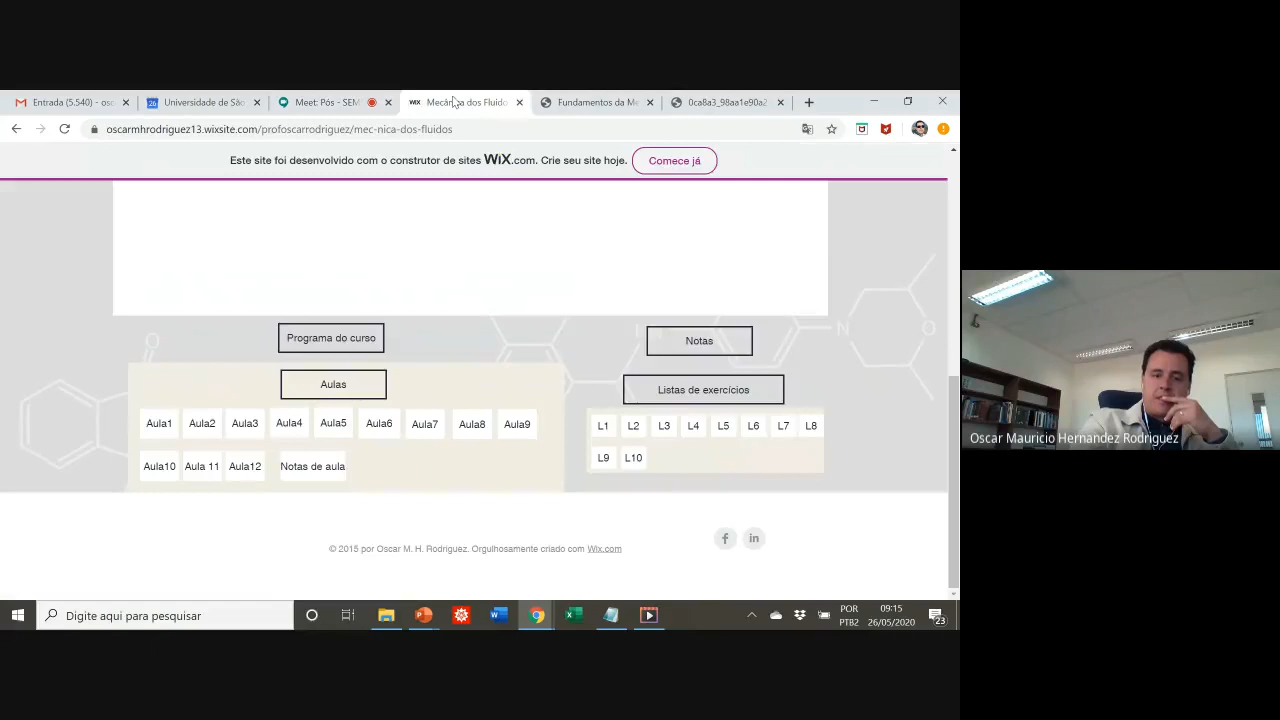 Entrada (5.540) - osc
Universidade de São
Meet: Pós - SEM
WiX Mecânica dos Fluido
Fundamentos da Me
0ca8a3_98aa1e90a2
oscarmhrodriguez13.wixsite.com/profoscarrodriguez/mec-nica-dos-fluidos
Este site foi desenvolvido com o construtor de sites WiX.com. Crie seu site hoje.
Comece já
Programa do curso
Notas
Aulas
Listas de exercícios
Aula1 Aula2 Aula3 Aula4 Aula5 Aula6 Aula7 Aula8 Aula9
L1 L2 L3 L4 L5 L6 L7 L8
Aula10 Aula 11 Aula12 Notas de aula
L9 L10
N
O
O
© 2015 por Oscar M. H. Rodriguez. Orgulhosamente criado com Wix.com
f in
Digite aqui para pesquisar
POR
PTB2
09:15
26/05/2020
23
Oscar Mauricio Hernandez Rodriguez